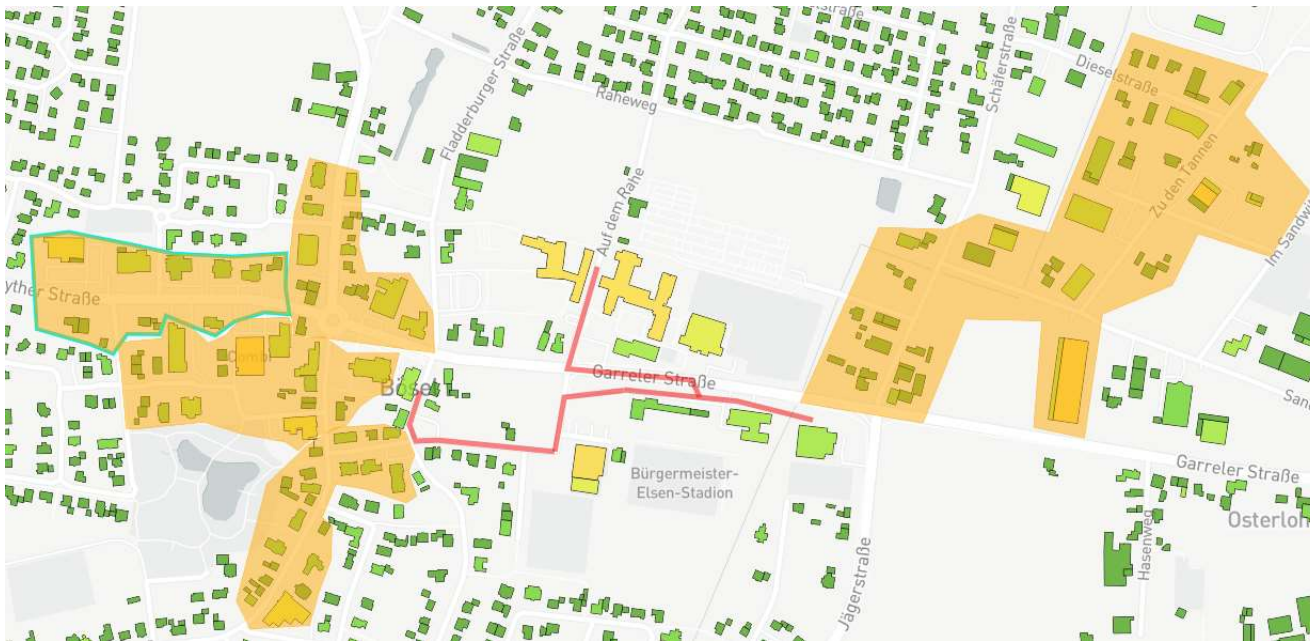 Fladderburger Straße
Raheweg
Schäferstraße
Dieselstraße
Zu den Tannen
Im Sandwi
Auf dem Rahe
yther Straße
Combi
Bösel
Garreler Straße
Bürgermeister-
Elsen-Stadion
Garreler Straße
Sand
Osterloh
Hasenweg
Jägerstraße